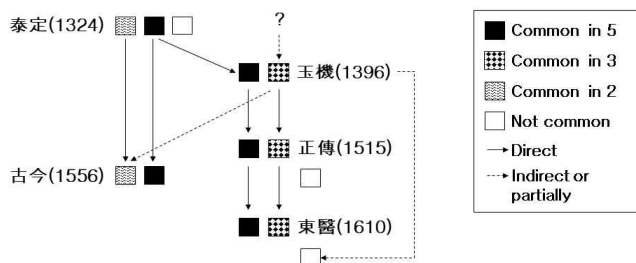 泰定(1324)
?
玉機(1396)
正傳(1515)
古今(1556)
東醫(1610)
Common in 5
Common in 3
Common in 2
Not common
Direct
Indirect or
partially